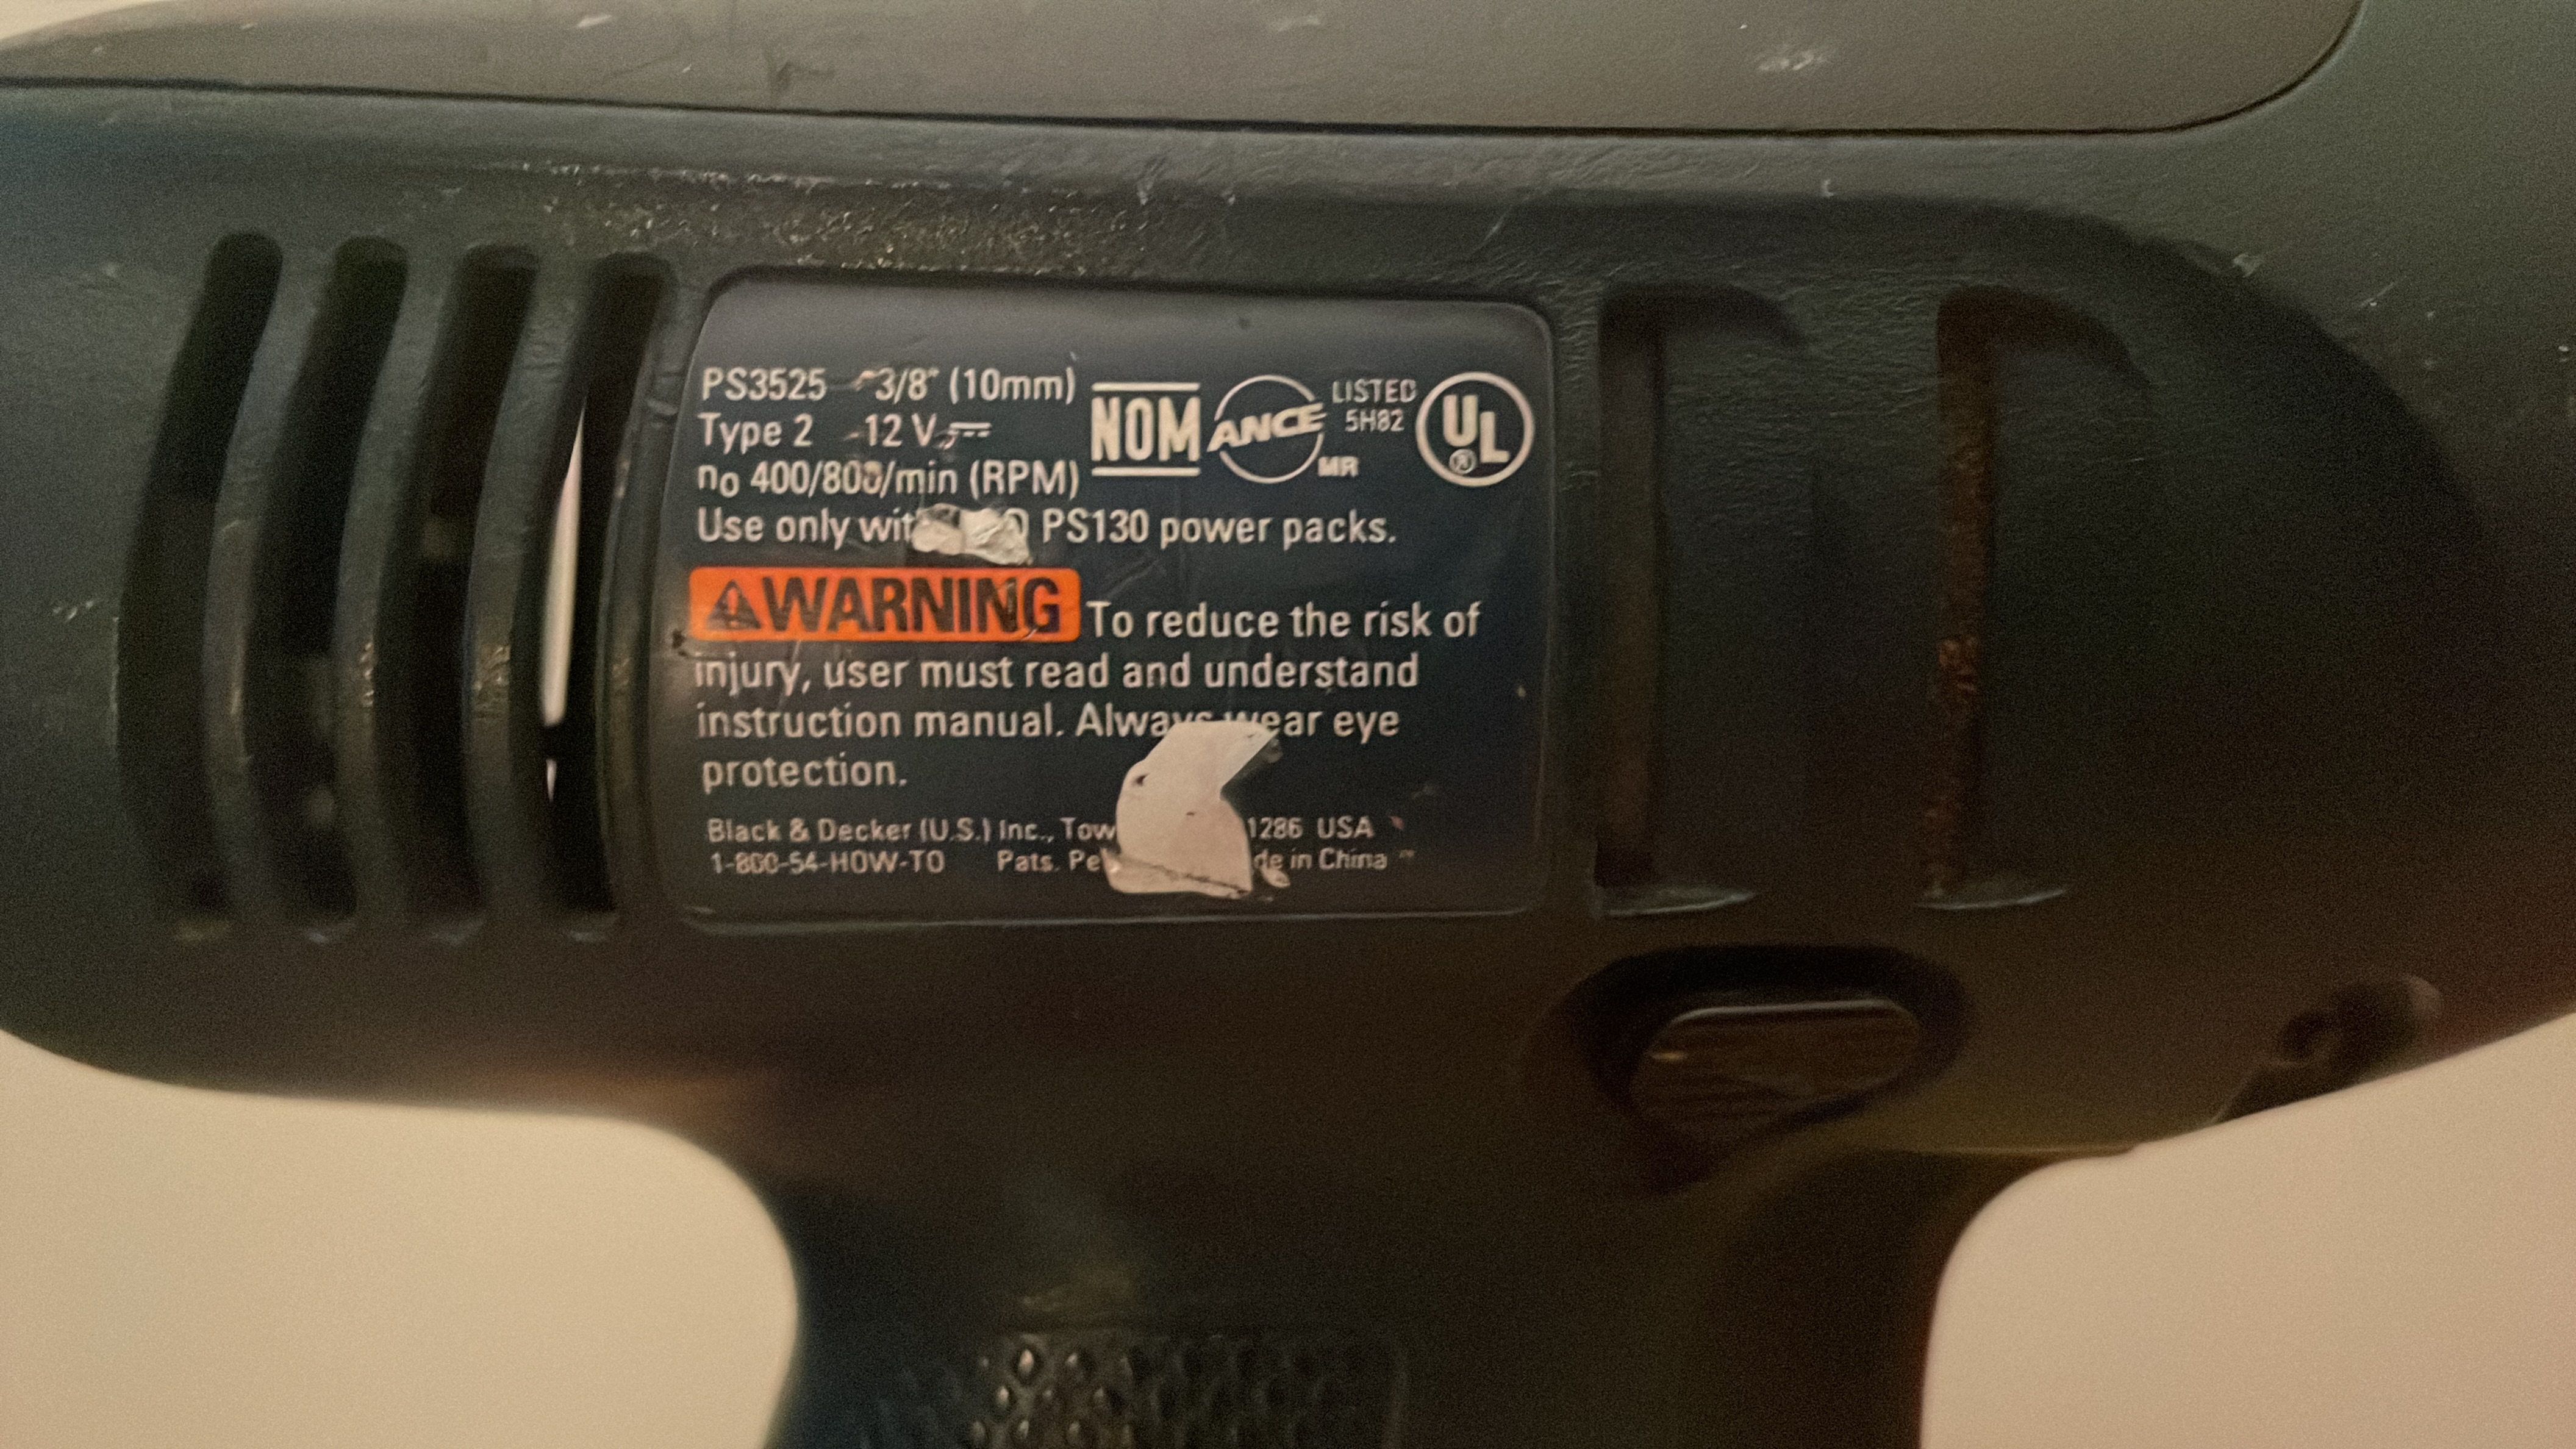 PS3525 3/8" (10mm)
Type 2 12 V
no 400/800/min (RPM)
NOM
ANCE
MR
LISTED
5H82
UL
Use only PS130 power packs.
WARNING To reduce the risk of
injury, user must read and understand
instruction manual. Always wear eye
protection.
Black & Decker (U.S.) Inc., 1286 USA
1-800-54-HOW-TO Pats. in China